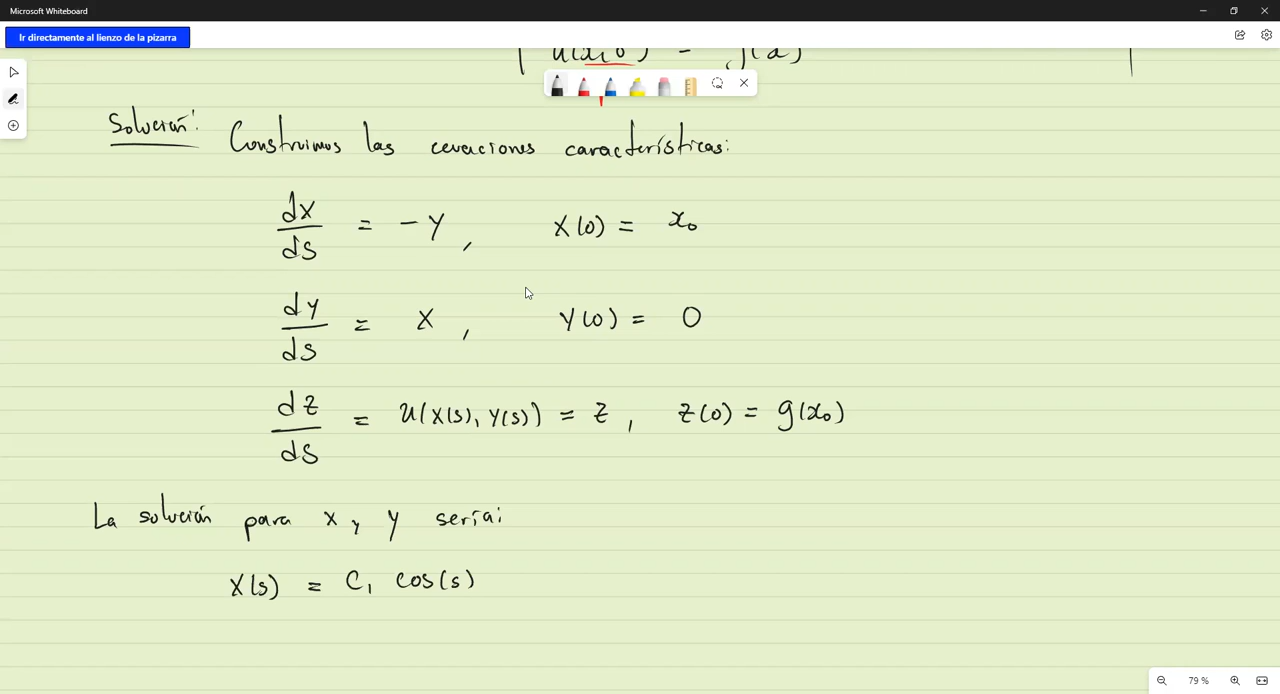 Microsoft Whiteboard
Ir directamente al lienzo de la pizarra
u(x,0) = g(x)
Solución: Construimos las ecuaciones características:
dX/dS = -Y, X(0) = x₀
dY/dS = X, Y(0) = 0
dZ/dS = U(X(s), Y(s)) = Z, Z(0) = g(x₀)
La solución para X y Y sería:
X(s) = C₁ cos(s)
79 %